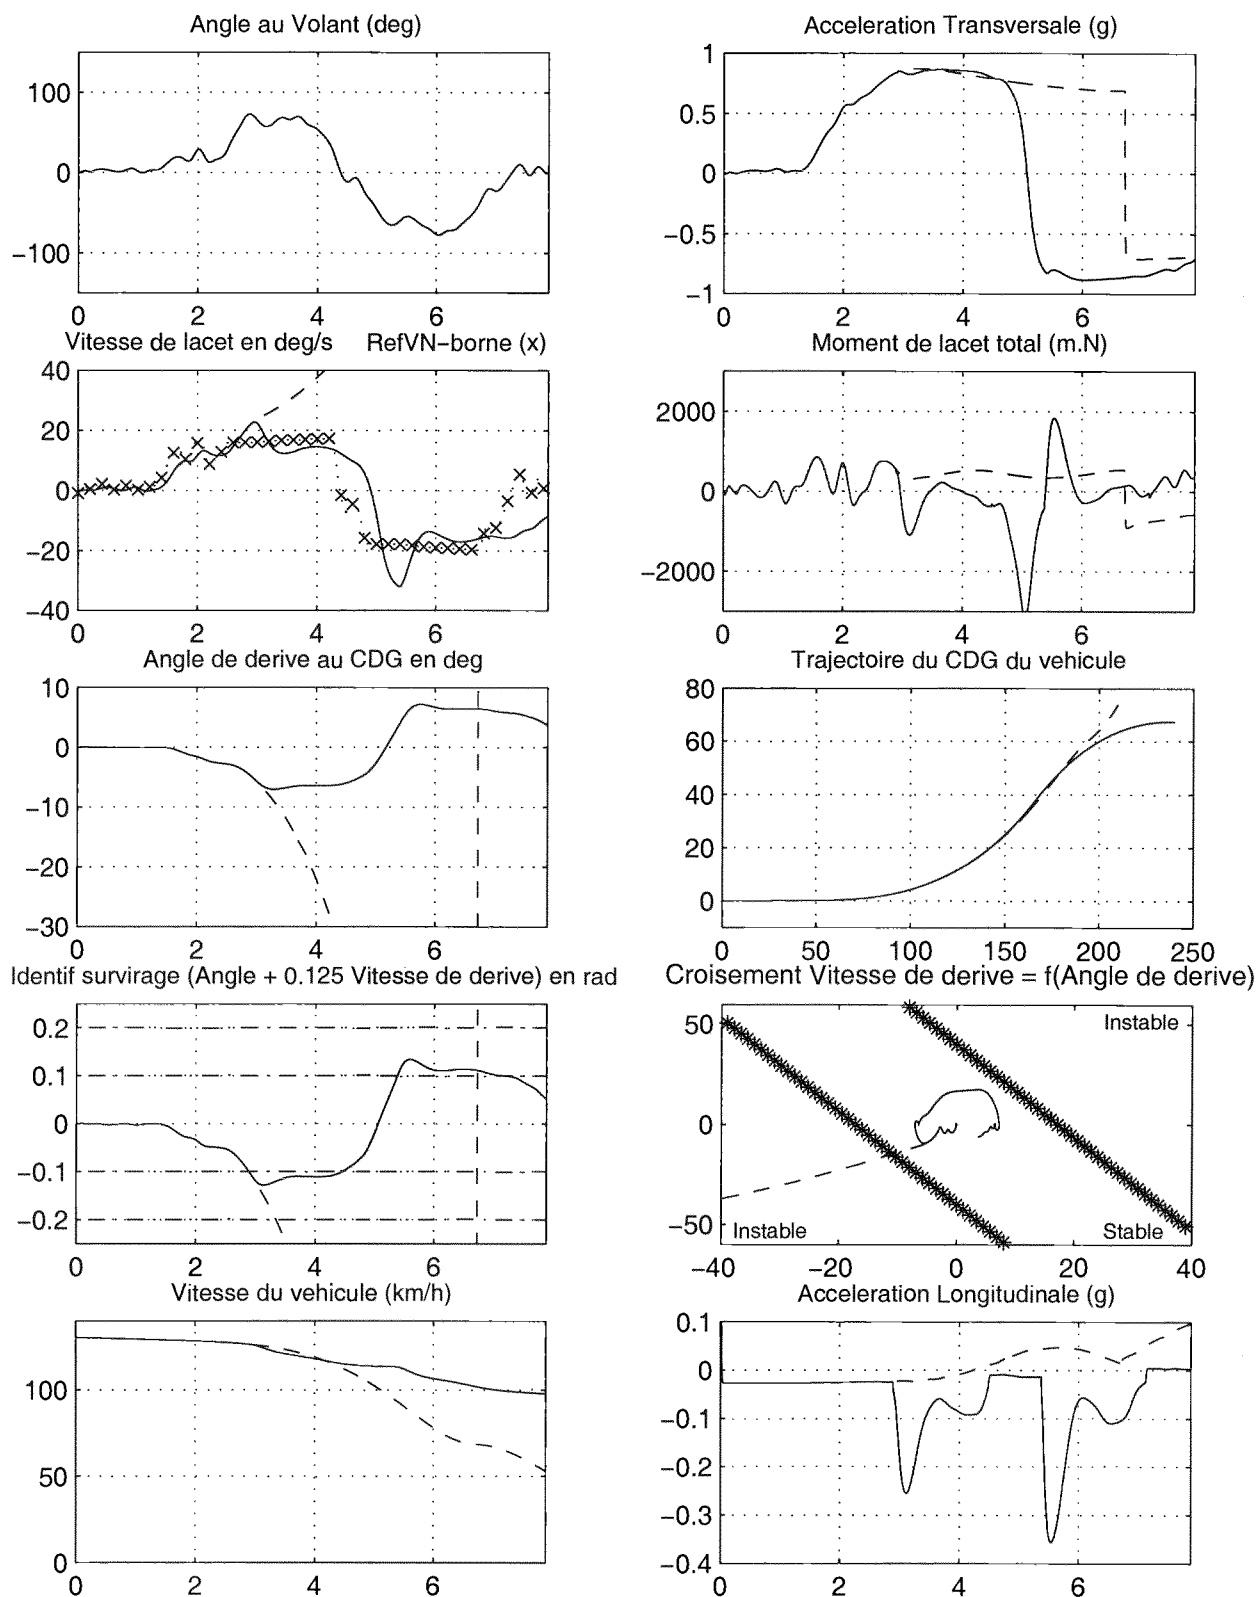 Angle au Volant (deg)
100
0
−100
0 2 4 6
Acceleration Transversale (g)
1
0.5
0
−0.5
−1
0 2 4 6
Vitesse de lacet en deg/s RefVN−borne (x)
40
20
0
−20
−40
0 2 4 6
Moment de lacet total (m.N)
2000
0
−2000
0 2 4 6
Angle de derive au CDG en deg
10
0
−10
−20
−30
0 2 4 6
Trajectoire du CDG du vehicule
80
60
40
20
0
0 50 100 150 200 250
Identif survirage (Angle + 0.125 Vitesse de derive) en rad
0.2
0.1
0
−0.1
−0.2
0 2 4 6
Croisement Vitesse de derive = f(Angle de derive)
50
0
−50
Instable
Instable
Stable
−40 −20 0 20 40
Vitesse du vehicule (km/h)
100
50
0
0 2 4 6
Acceleration Longitudinale (g)
0.1
0
−0.1
−0.2
−0.3
−0.4
0 2 4 6